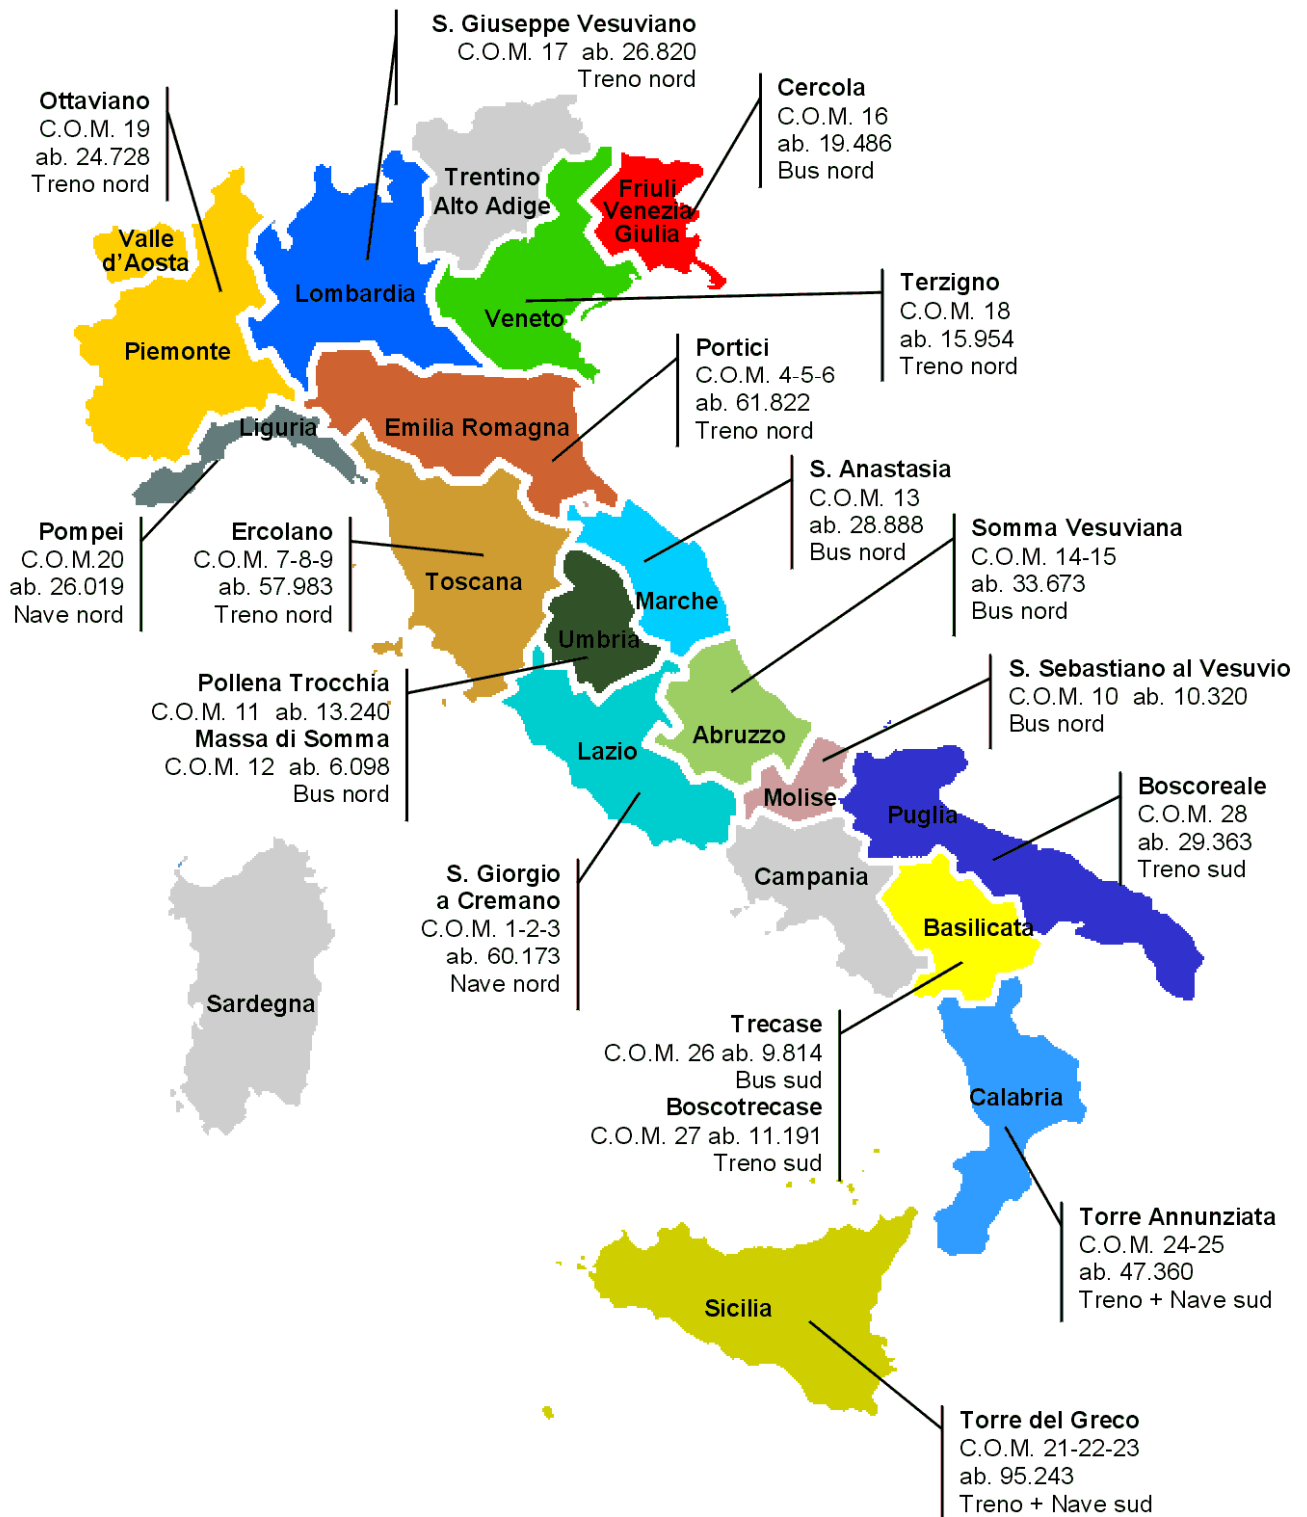 S. Giuseppe Vesuviano
C.O.M. 17 ab. 26.820
Treno nord
Ottaviano
C.O.M. 19
ab. 24.728
Treno nord
Cercola
C.O.M. 16
ab. 19.486
Bus nord
Trentino
Alto Adige
Friuli
Venezia
Giulia
Valle
d'Aosta
Lombardia
Veneto
Piemonte
Terzigno
C.O.M. 18
ab. 15.954
Treno nord
Portici
C.O.M. 4-5-6
ab. 61.822
Treno nord
Liguria
Emilia Romagna
S. Anastasia
C.O.M. 13
ab. 28.888
Bus nord
Pompei
C.O.M.20
ab. 26.019
Nave nord
Ercolano
C.O.M. 7-8-9
ab. 57.983
Treno nord
Somma Vesuviana
C.O.M. 14-15
ab. 33.673
Bus nord
Toscana
Marche
Umbria
Pollena Trocchia
C.O.M. 11 ab. 13.240
Massa di Somma
C.O.M. 12 ab. 6.098
Bus nord
S. Sebastiano al Vesuvio
C.O.M. 10 ab. 10.320
Bus nord
Lazio
Abruzzo
Molise
Puglia
Boscoreale
C.O.M. 28
ab. 29.363
Treno sud
Campania
S. Giorgio
a Cremano
C.O.M. 1-2-3
ab. 60.173
Nave nord
Basilicata
Sardegna
Trecase
C.O.M. 26 ab. 9.814
Bus sud
Boscotrecase
C.O.M. 27 ab. 11.191
Treno sud
Calabria
Torre Annunziata
C.O.M. 24-25
ab. 47.360
Treno + Nave sud
Sicilia
Torre del Greco
C.O.M. 21-22-23
ab. 95.243
Treno + Nave sud